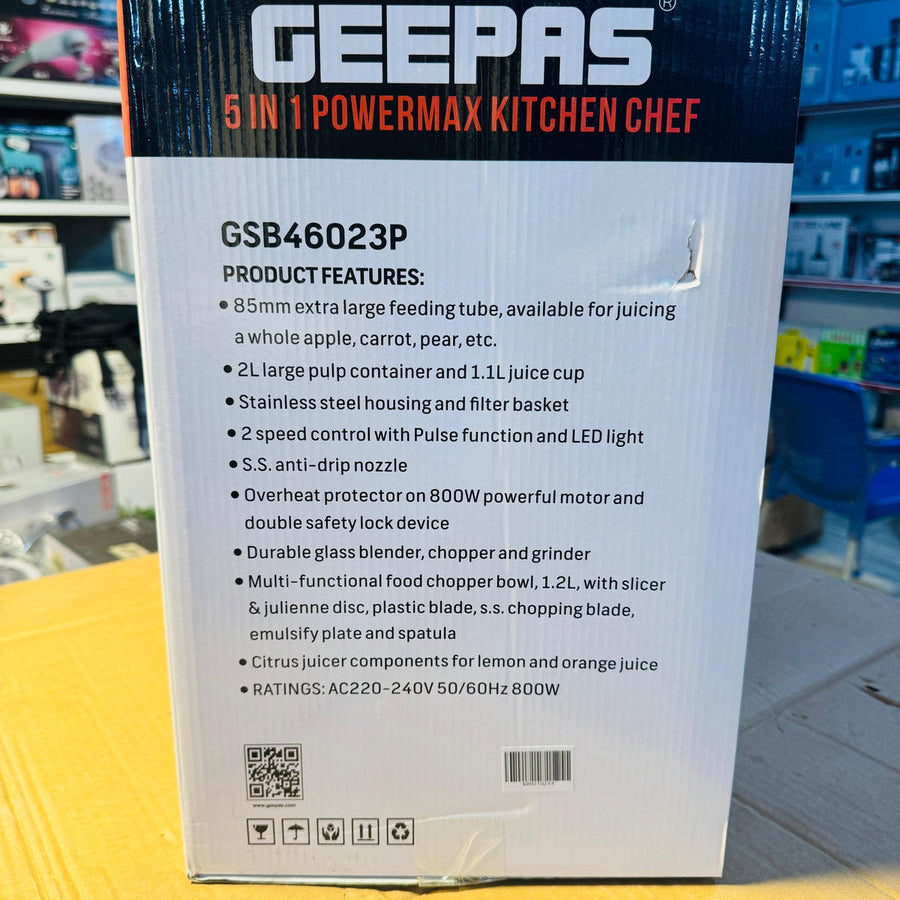 GEEPAS®
5 IN 1 POWERMAX KITCHEN CHEF
GSB46023P
PRODUCT FEATURES:
• 85mm extra large feeding tube, available for juicing
a whole apple, carrot, pear, etc.
• 2L large pulp container and 1.1L juice cup
• Stainless steel housing and filter basket
• 2 speed control with Pulse function and LED light
• S.S. anti-drip nozzle
• Overheat protector on 800W powerful motor and
double safety lock device
• Durable glass blender, chopper and grinder
• Multi-functional food chopper bowl, 1.2L, with slicer
& julienne disc, plastic blade, s.s. chopping blade,
emulsify plate and spatula
• Citrus juicer components for lemon and orange juice
• RATINGS: AC220-240V 50/60Hz 800W
www.geepas.com